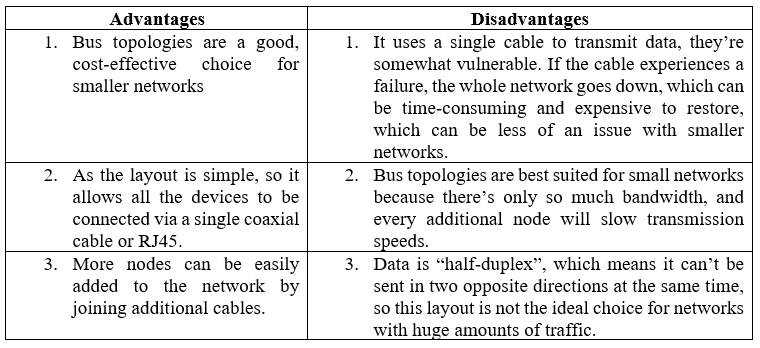 Advantages
Disadvantages
1. Bus topologies are a good,
cost-effective choice for
smaller networks
1. It uses a single cable to transmit data, they’re
somewhat vulnerable. If the cable experiences a
failure, the whole network goes down, which can
be time-consuming and expensive to restore,
which can be less of an issue with smaller
networks.
2. As the layout is simple, so it
allows all the devices to be
connected via a single coaxial
cable or RJ45.
2. Bus topologies are best suited for small networks
because there’s only so much bandwidth, and
every additional node will slow transmission
speeds.
3. More nodes can be easily
added to the network by
joining additional cables.
3. Data is “half-duplex”, which means it can’t be
sent in two opposite directions at the same time,
so this layout is not the ideal choice for networks
with huge amounts of traffic.